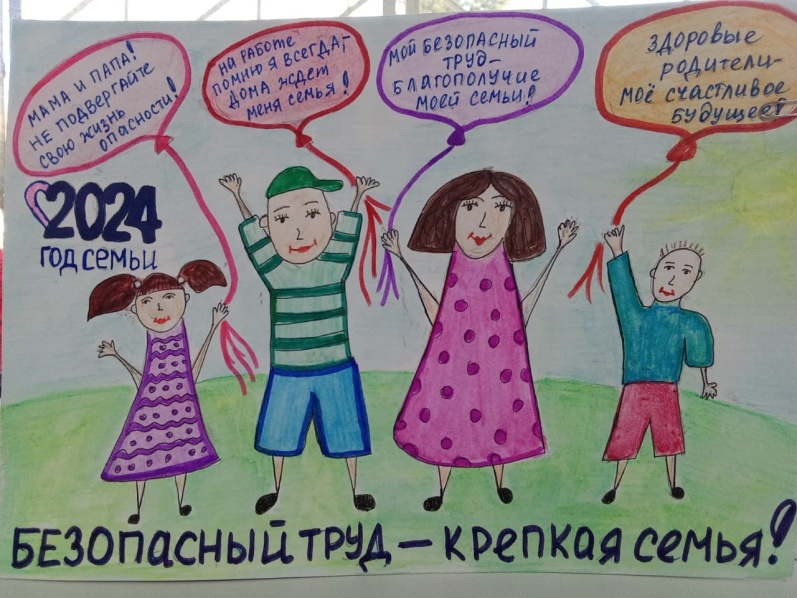 МАМА И ПАПА!
НЕ ПОДВЕРГАЙТЕ
СВОЮ ЖИЗНЬ
ОПАСНОСТИ!
НА РАБОТЕ
ПОМНЮ Я ВСЕГДА,-
ДОМА ЖДЕТ
МЕНЯ СЕМЬЯ!
МОЙ БЕЗОПАСНЫЙ
ТРУД-
БЛАГОПОЛУЧИЕ
МОЕЙ СЕМЬИ!
ЗДОРОВЫЕ
РОДИТЕЛИ-
МОЁ СЧАСТЛИВОЕ
БУДУЩЕЕ!
2024
ГОД СЕМЬИ
БЕЗОПАСНЫЙ ТРУД – КРЕПКАЯ СЕМЬЯ!